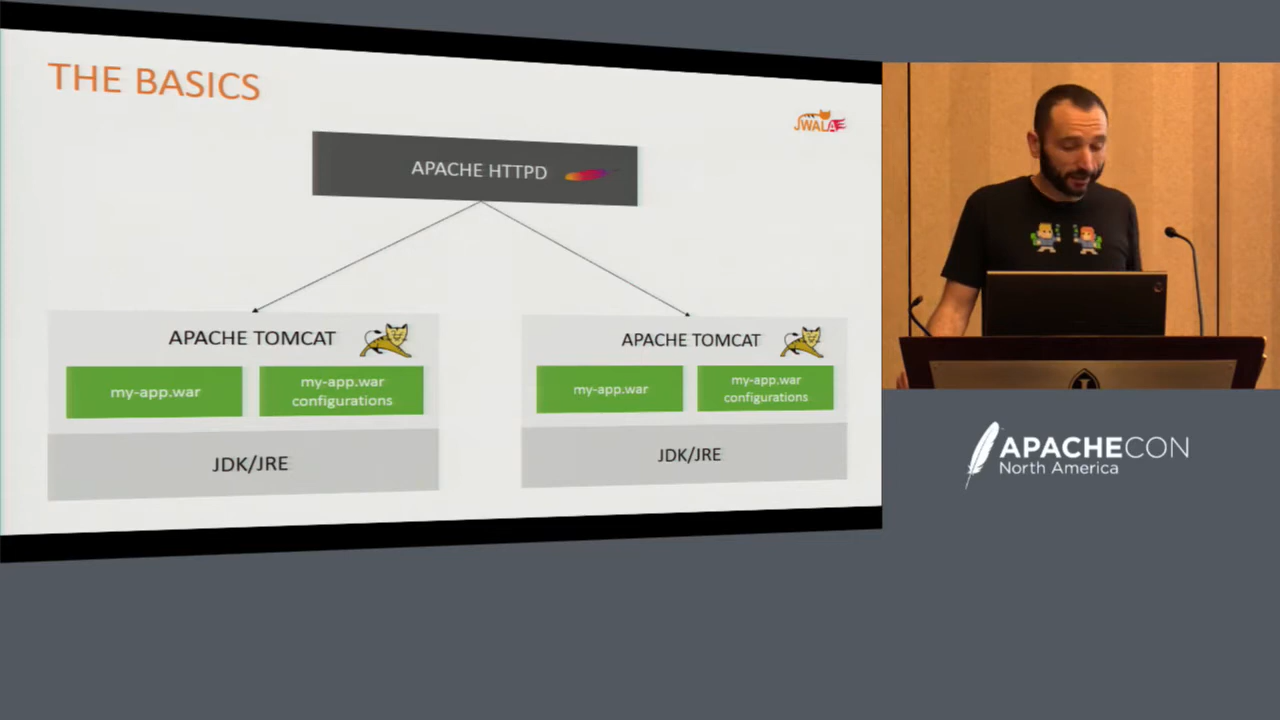 THE BASICS
JWALA
APACHE HTTPD
APACHE TOMCAT
my-app.war
my-app.war
configurations
JDK/JRE
APACHE TOMCAT
my-app.war
my-app.war
configurations
JDK/JRE
APACHECON
North America